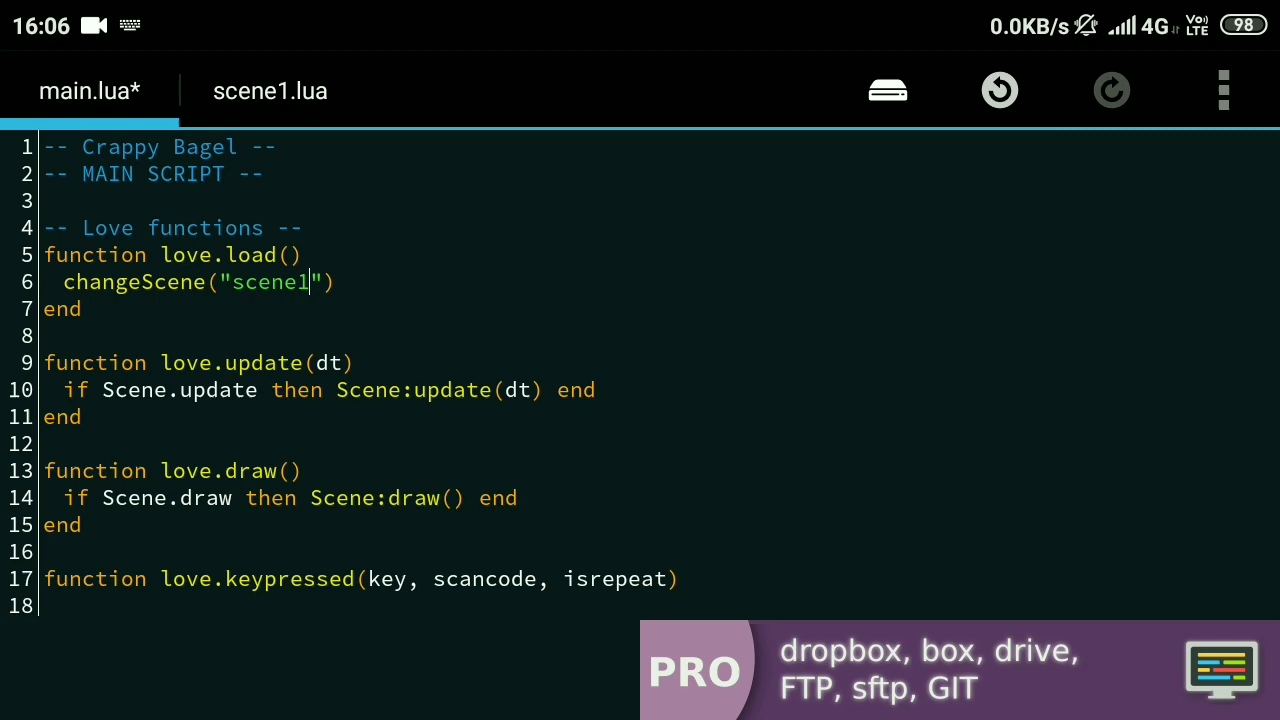 16:06 0.0KB/s 4G Vo)) LTE 98
main.lua* scene1.lua
1 -- Crappy Bagel --
2 -- MAIN SCRIPT --
3
4 -- Love functions --
5 function love.load()
6 changeScene("scene1")
7 end
8
9 function love.update(dt)
10 if Scene.update then Scene:update(dt) end
11 end
12
13 function love.draw()
14 if Scene.draw then Scene:draw() end
15 end
16
17 function love.keypressed(key, scancode, isrepeat)
18
PRO dropbox, box, drive,
FTP, sftp, GIT